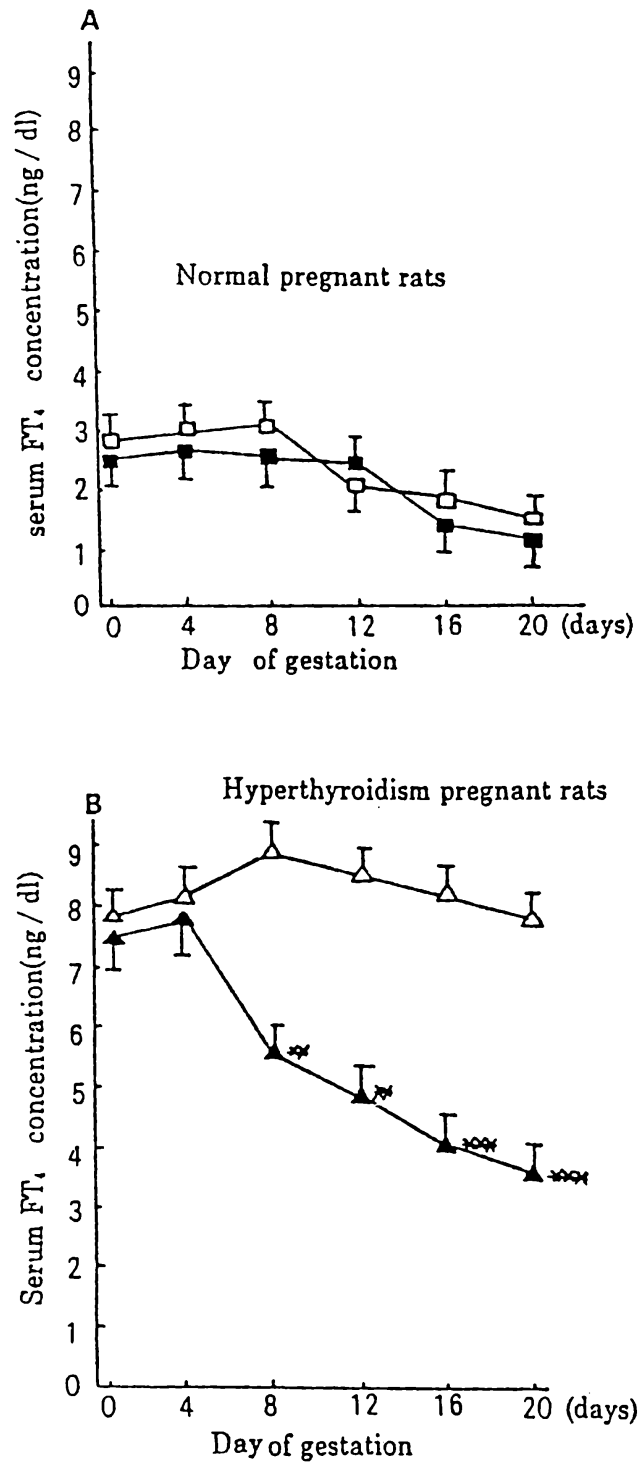 A
serum FT₄ concentration(ng / dl)
9
8
7
6
5
4
3
2
1
0
Normal pregnant rats
0 4 8 12 16 20 (days)
Day of gestation
Hyperthyroidism pregnant rats
B
Serum FT₄ concentration(ng / dl)
9
8
7
6
5
4
3
2
1
0
**
**
***
***
0 4 8 12 16 20 (days)
Day of gestation